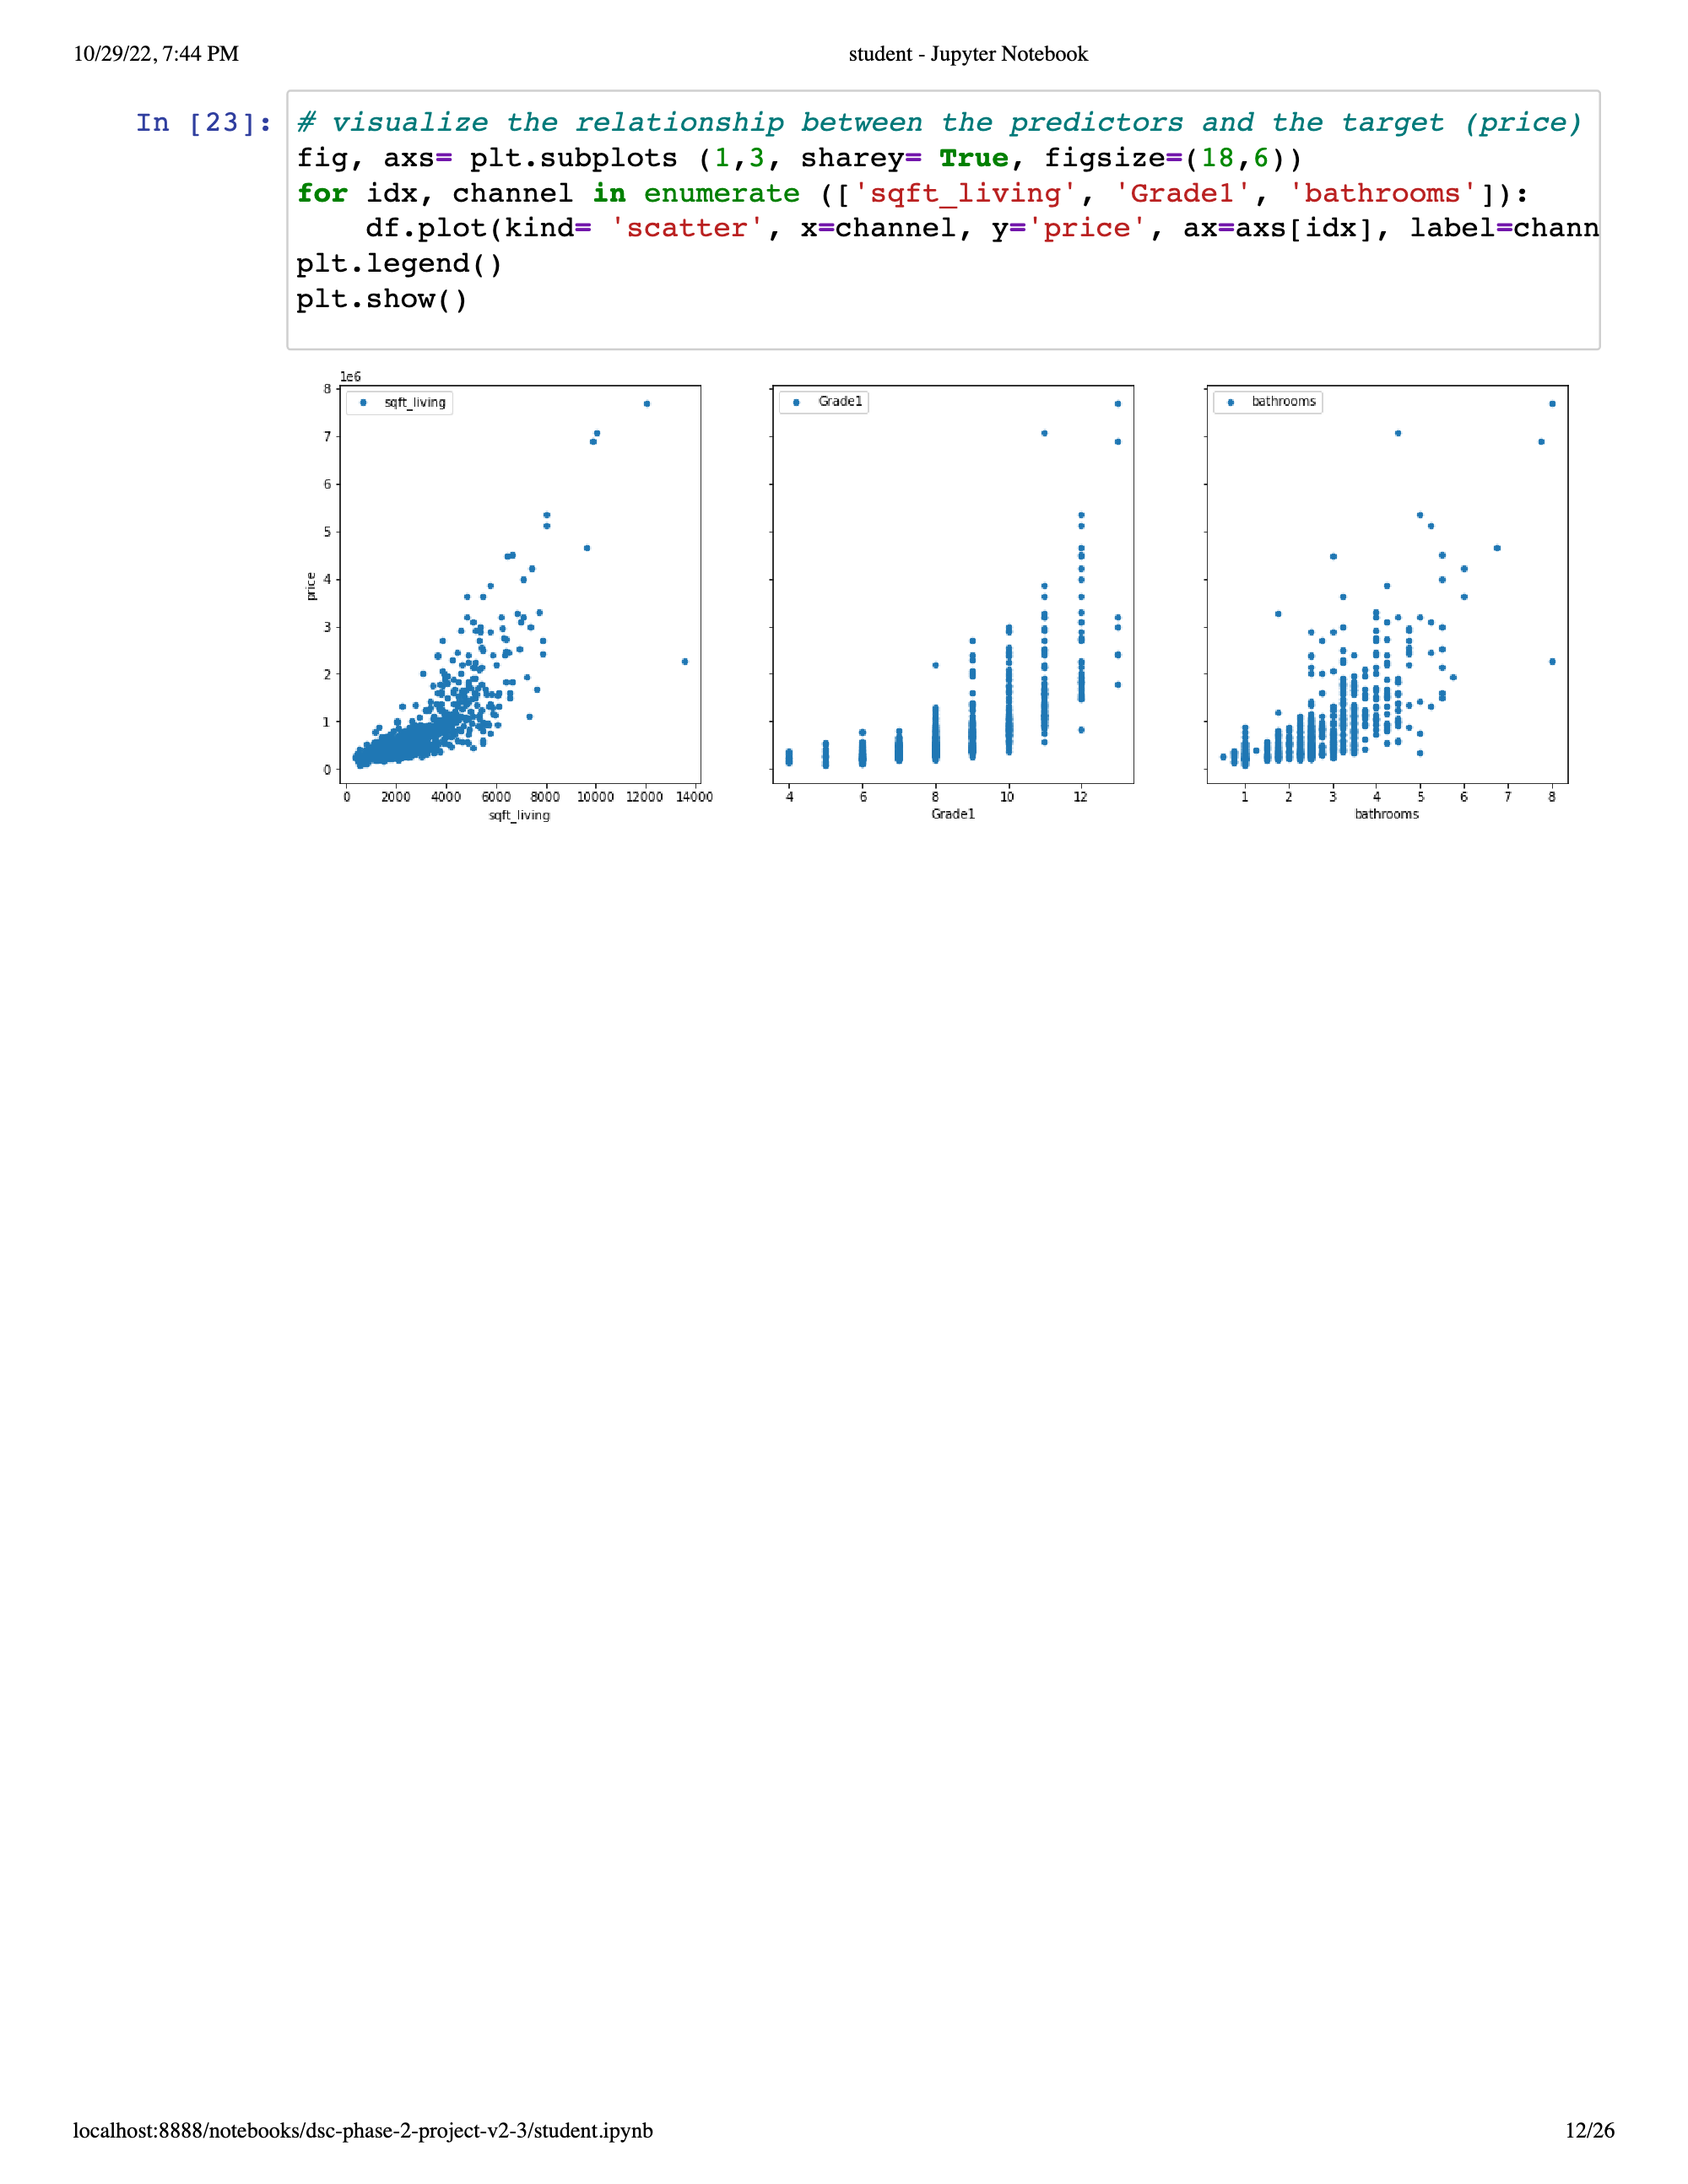 10/29/22, 7:44 PM student - Jupyter Notebook
In [23]: # visualize the relationship between the predictors and the target (price)
fig, axs= plt.subplots (1,3, sharey= True, figsize=(18,6))
for idx, channel in enumerate (['sqft_living', 'Grade1', 'bathrooms']):
    df.plot(kind= 'scatter', x=channel, y='price', ax=axs[idx], label=chann
plt.legend()
plt.show()
1e6
8
7
6
5
4
3
2
1
0
price
sqft_living
0 2000 4000 6000 8000 10000 12000 14000
sqft_living
Grade1
4 6 8 10 12
Grade1
bathrooms
1 2 3 4 5 6 7 8
bathrooms
localhost:8888/notebooks/dsc-phase-2-project-v2-3/student.ipynb 12/26